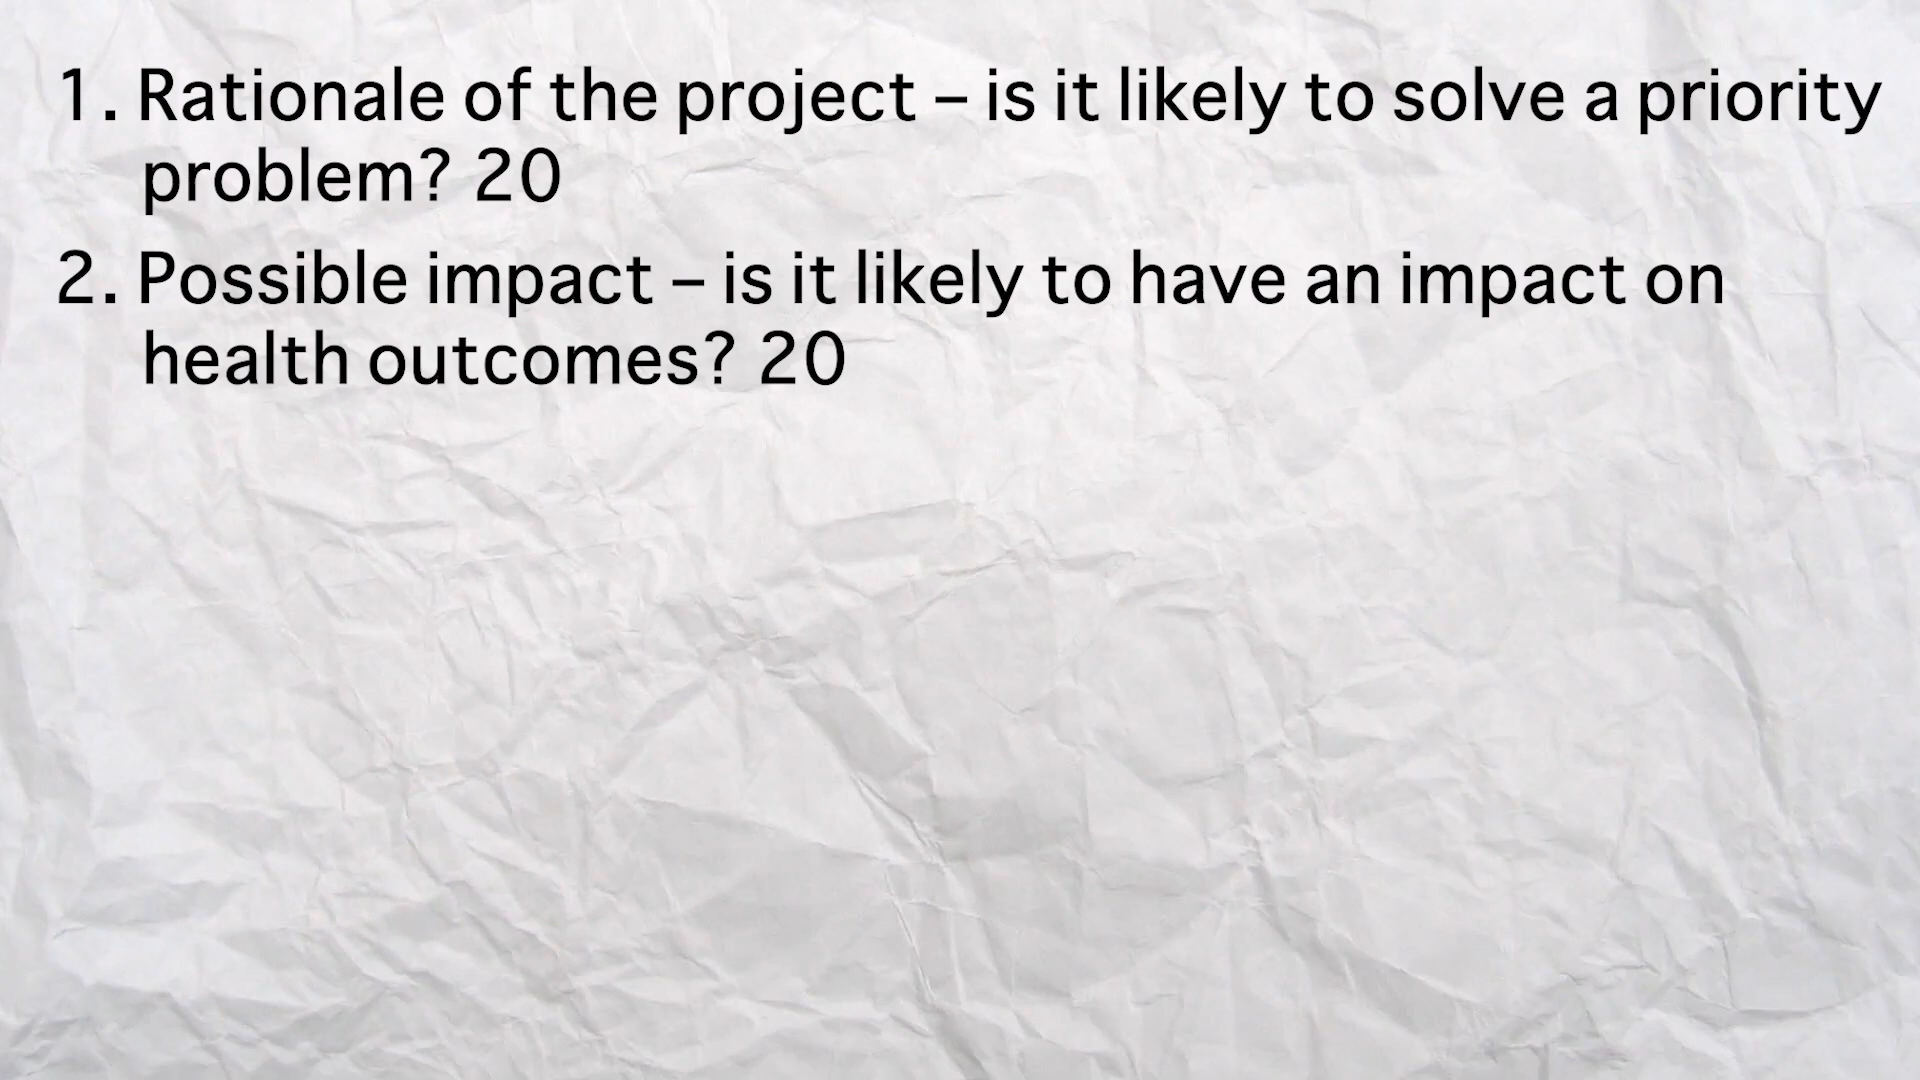 1. Rationale of the project – is it likely to solve a priority
problem? 20
2. Possible impact – is it likely to have an impact on
health outcomes? 20